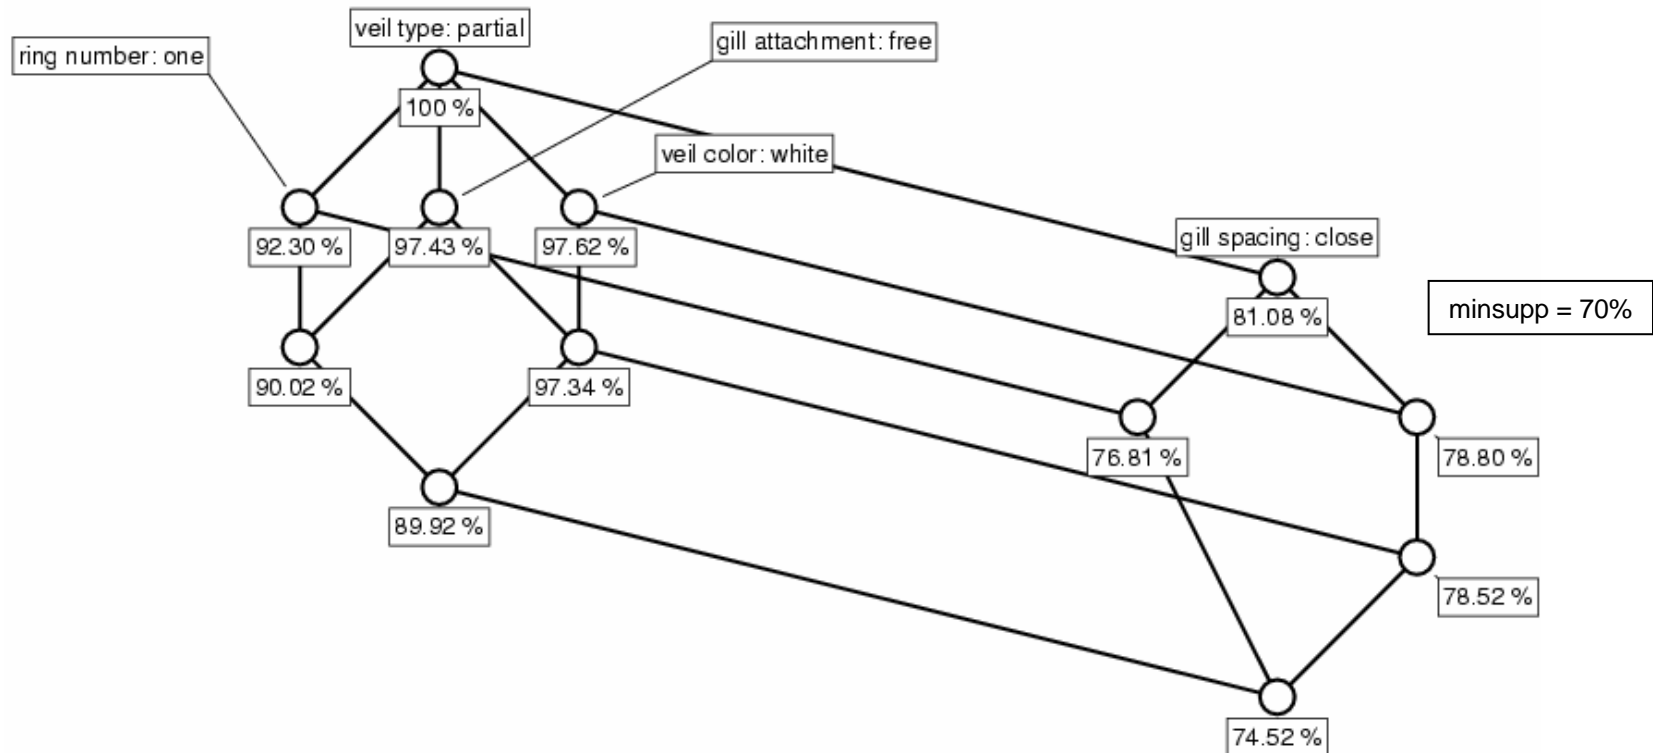 veil type: partial
gill attachment: free
ring number: one
100 %
veil color: white
92.30 %
97.43 %
97.62 %
gill spacing: close
81.08 %
minsupp = 70%
90.02 %
97.34 %
76.81 %
78.80 %
89.92 %
78.52 %
74.52 %